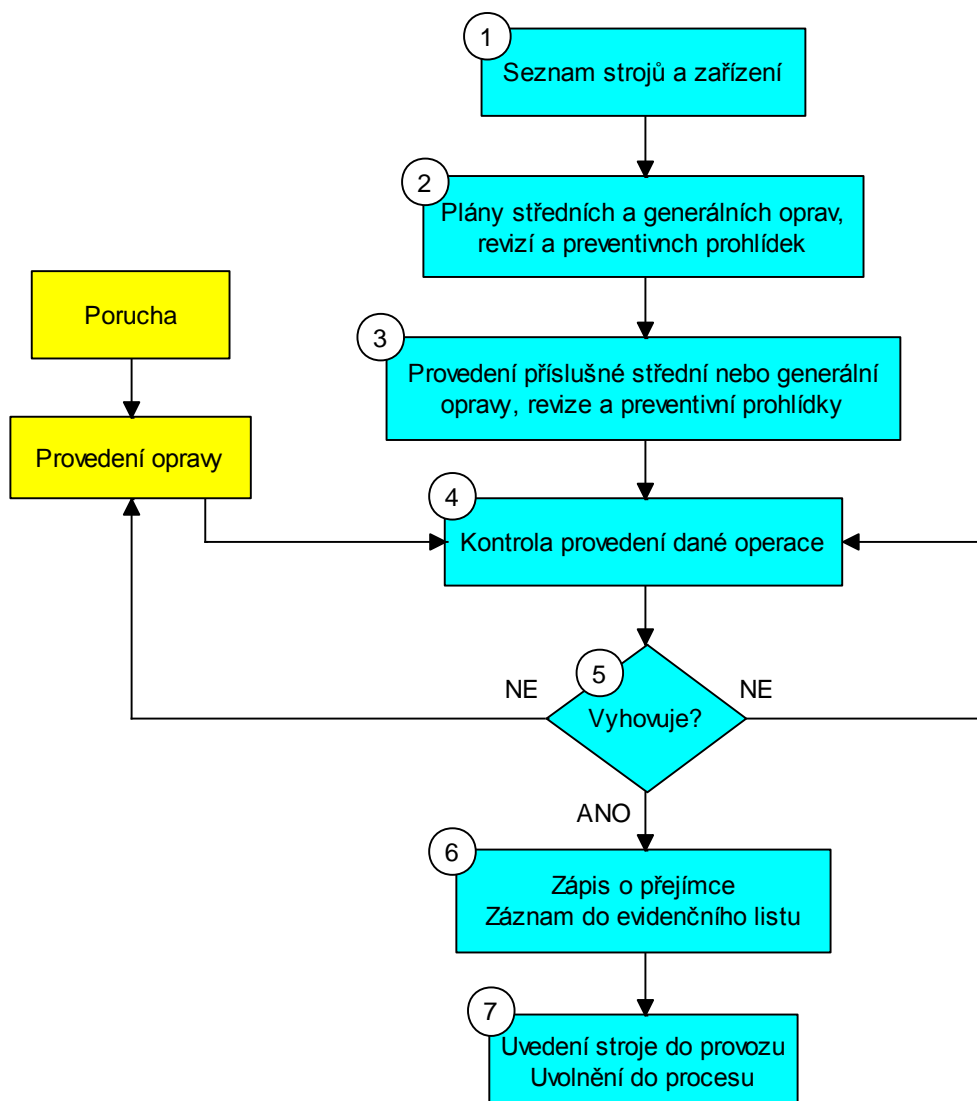 1
Seznam strojů a zařízení
2
Plány středních a generálních oprav,
revizí a preventivnch prohlídek
Porucha
3
Provedení příslušné střední nebo generální
opravy, revize a preventivní prohlídky
Provedení opravy
4
Kontrola provedení dané operace
5
NE
NE
Vyhovuje?
ANO
6
Zápis o přejímce
Záznam do evidenčního listu
7
Uvedení stroje do provozu
Uvolnění do procesu